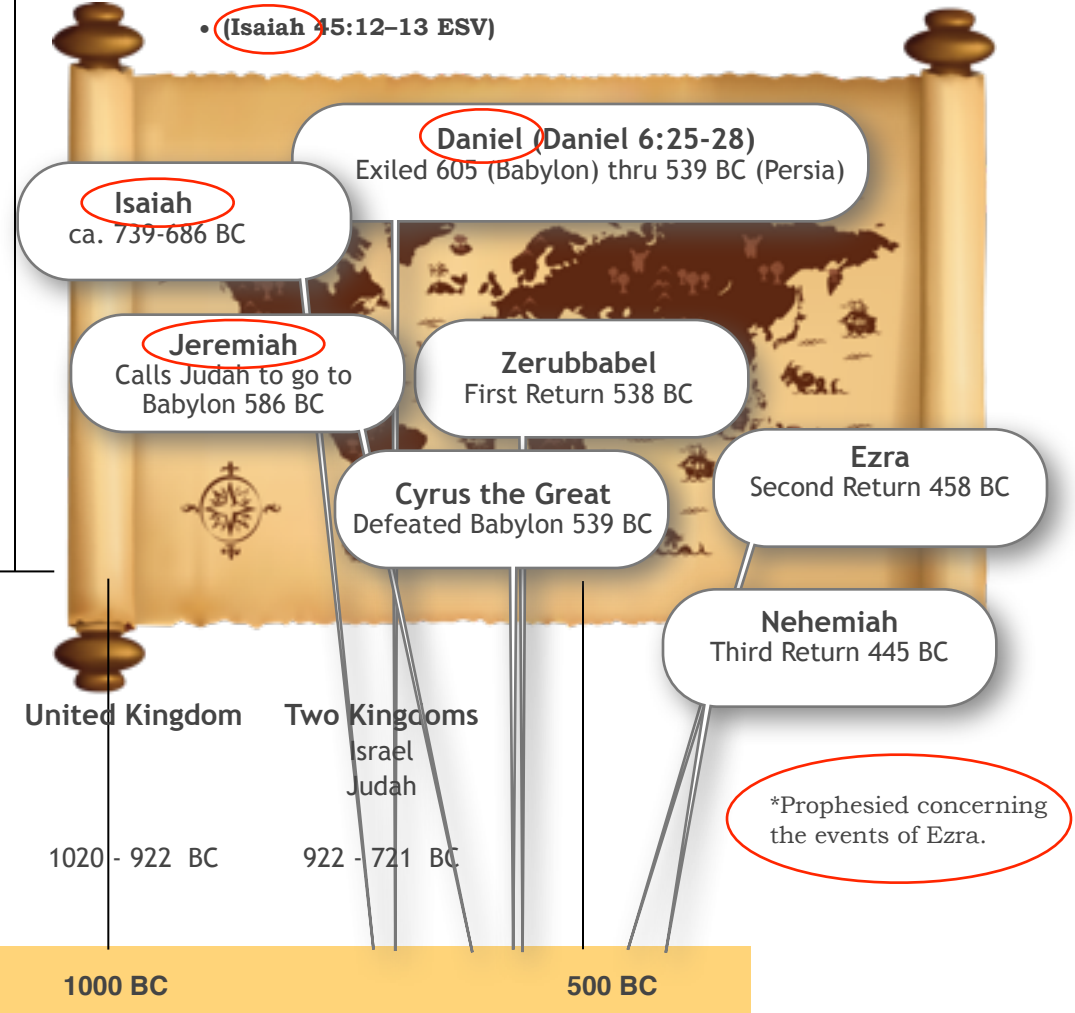 • (Isaiah 45:12–13 ESV)
Daniel (Daniel 6:25-28)
Exiled 605 (Babylon) thru 539 BC (Persia)
Isaiah
ca. 739-686 BC
Jeremiah
Calls Judah to go to
Babylon 586 BC
Zerubbabel
First Return 538 BC
Cyrus the Great
Defeated Babylon 539 BC
Ezra
Second Return 458 BC
Nehemiah
Third Return 445 BC
United Kingdom
1020 - 922 BC
Two Kingdoms
Israel
Judah
922 - 721 BC
*Prophesied concerning
the events of Ezra.
1000 BC
500 BC